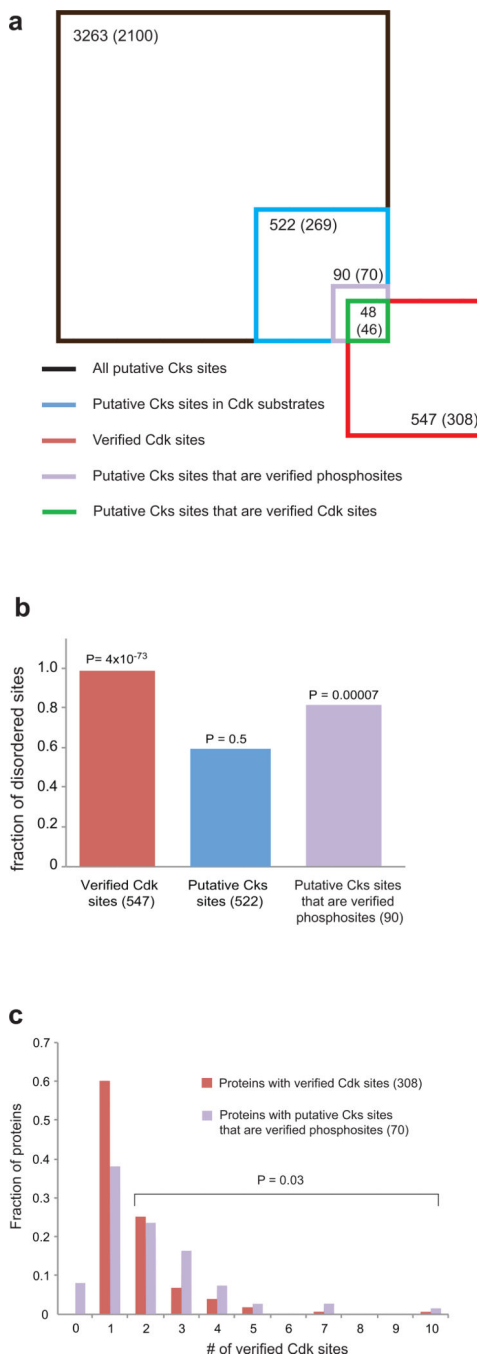 a
3263 (2100)
522 (269)
90 (70)
48
(46)
547 (308)
All putative Cks sites
Putative Cks sites in Cdk substrates
Verified Cdk sites
Putative Cks sites that are verified phosphosites
Putative Cks sites that are verified Cdk sites
b
fraction of disordered sites
1.0
0.8
0.6
0.4
0.2
0
P= 4x10-73
P = 0.5
P = 0.00007
Verified Cdk
sites (547)
Putative Cks
sites (522)
Putative Cks sites
that are verified
phosphosites (90)
c
Fraction of proteins
0.7
0.6
0.5
0.4
0.3
0.2
0.1
0
Proteins with verified Cdk sites (308)
Proteins with putative Cks sites
that are verified phosphosites (70)
P = 0.03
0 1 2 3 4 5 6 7 8 9 10
# of verified Cdk sites